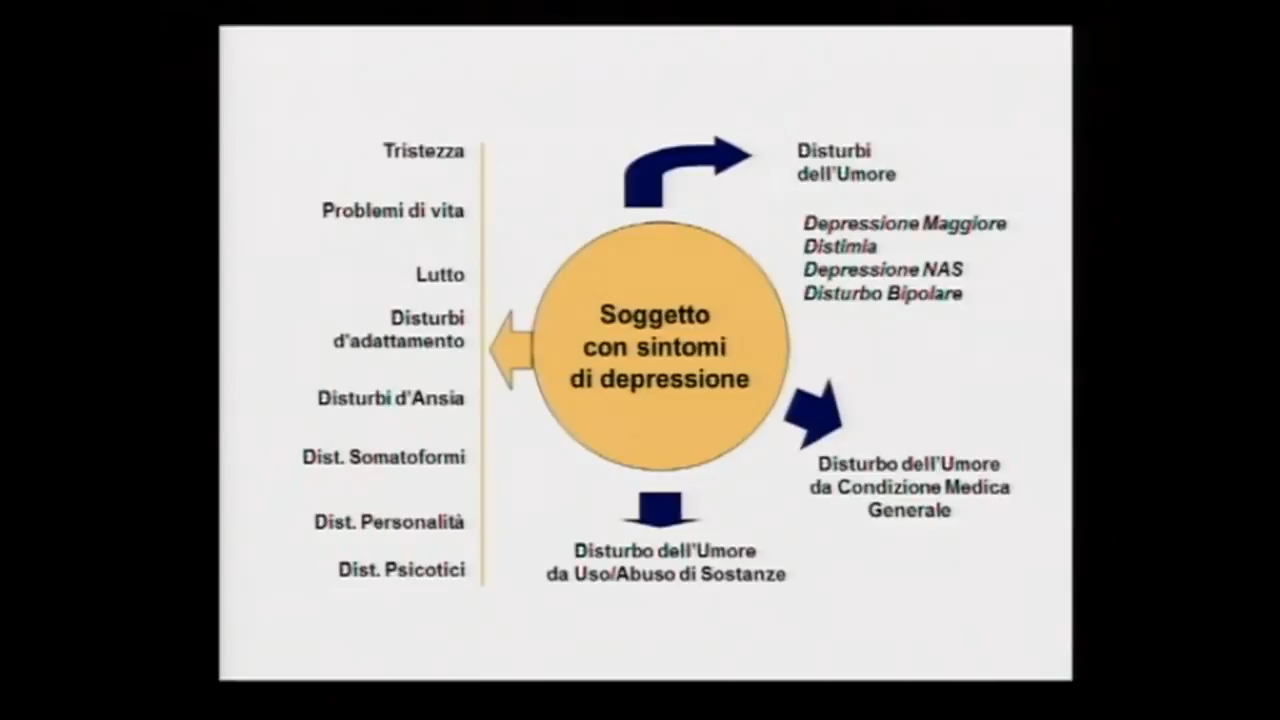 Tristezza
Problemi di vita
Lutto
Disturbi
d'adattamento
Disturbi d'Ansia
Dist. Somatoformi
Dist. Personalità
Dist. Psicotici
Soggetto
con sintomi
di depressione
Disturbi
dell'Umore
Depressione Maggiore
Distimia
Depressione NAS
Disturbo Bipolare
Disturbo dell'Umore
da Condizione Medica
Generale
Disturbo dell'Umore
da Uso/Abuso di Sostanze